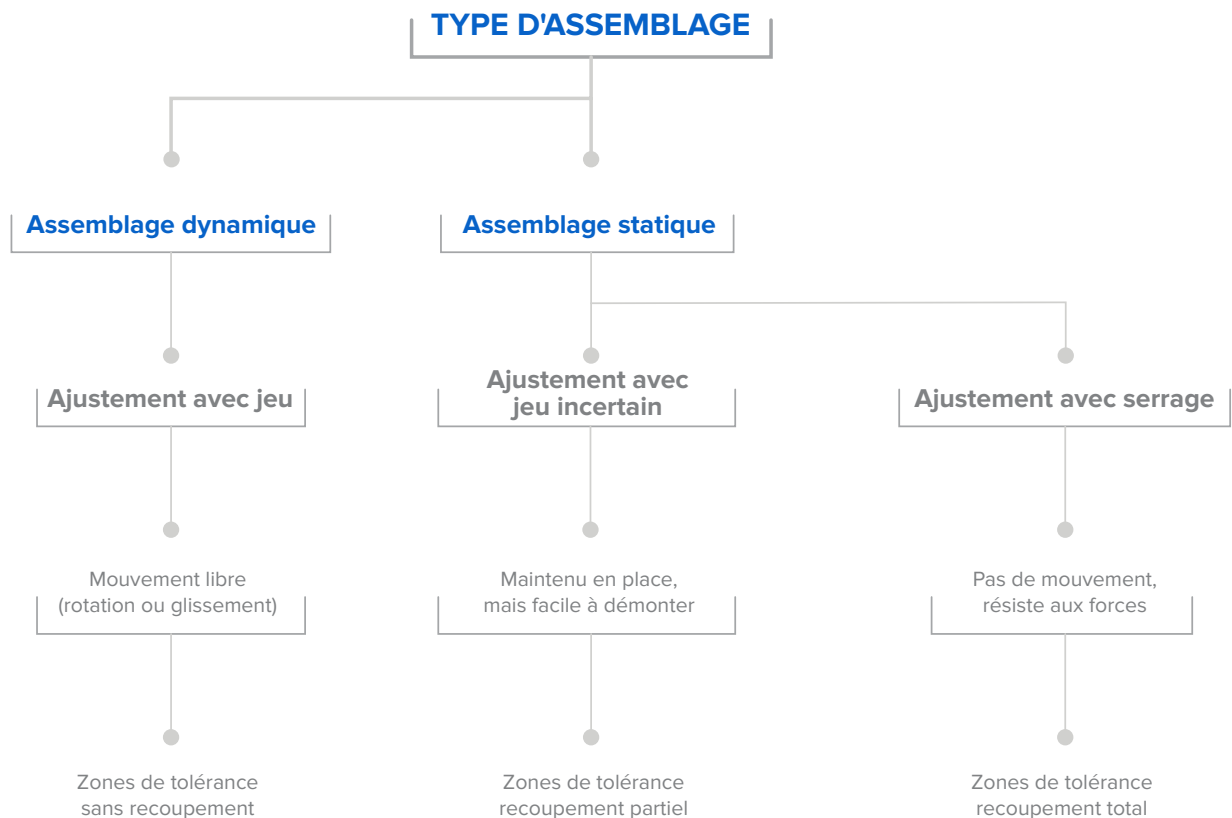 TYPE D'ASSEMBLAGE
Assemblage dynamique
Assemblage statique
Ajustement avec jeu
Ajustement avec
jeu incertain
Ajustement avec serrage
Mouvement libre
(rotation ou glissement)
Maintenu en place,
mais facile à démonter
Pas de mouvement,
résiste aux forces
Zones de tolérance
sans recoupement
Zones de tolérance
recoupement partiel
Zones de tolérance
recoupement total